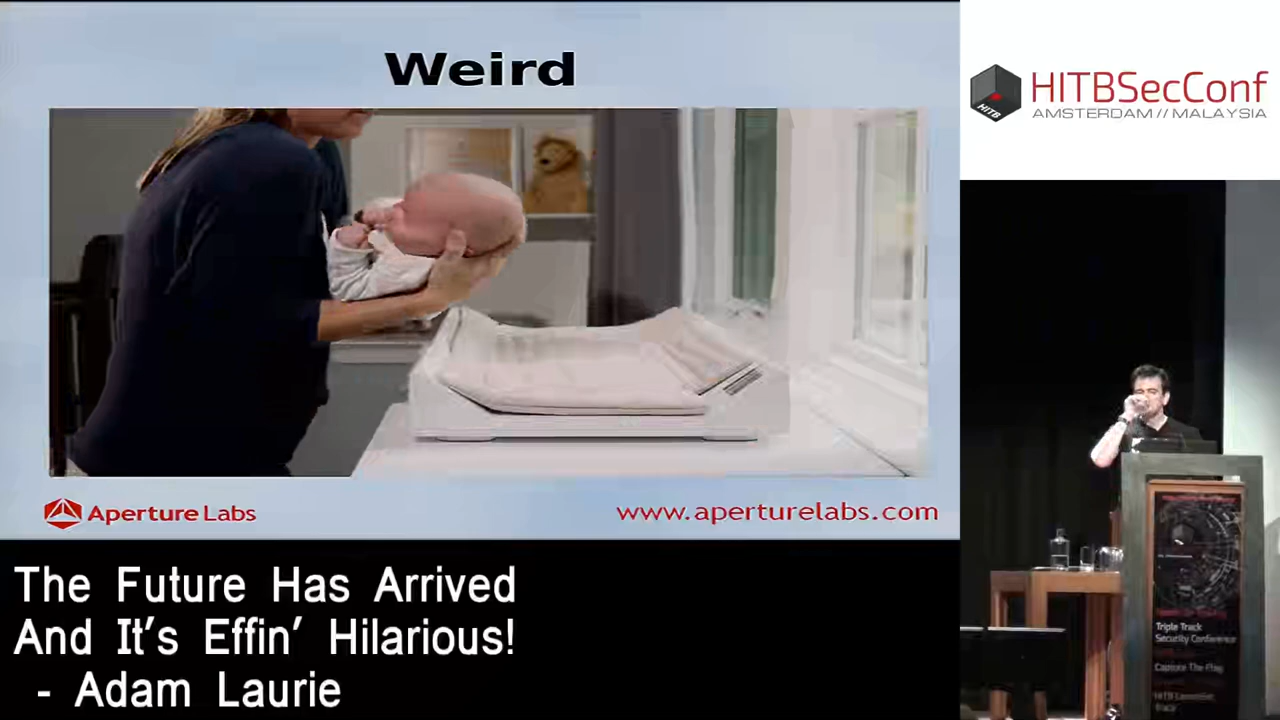 Weird
HITBSecConf
AMSTERDAM // MALAYSIA
HITB
Aperture Labs
www.aperturelabs.com
The Future Has Arrived
And It's Effin' Hilarious!
- Adam Laurie
Triple Track
Security Conference
Capture The Flag